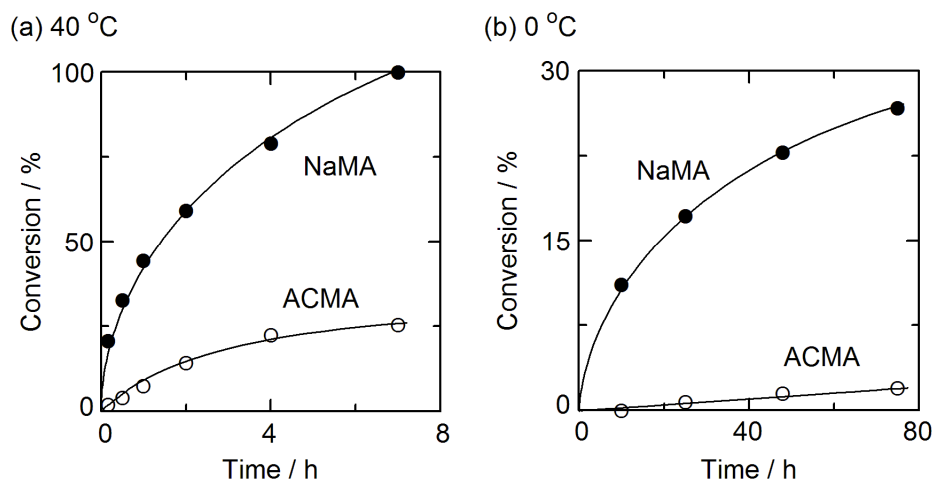 (a) 40 °C
100
50
0
Conversion / %
NaMA
ACMA
0
4
8
Time / h
(b) 0 °C
30
15
0
Conversion / %
NaMA
ACMA
0
40
80
Time / h